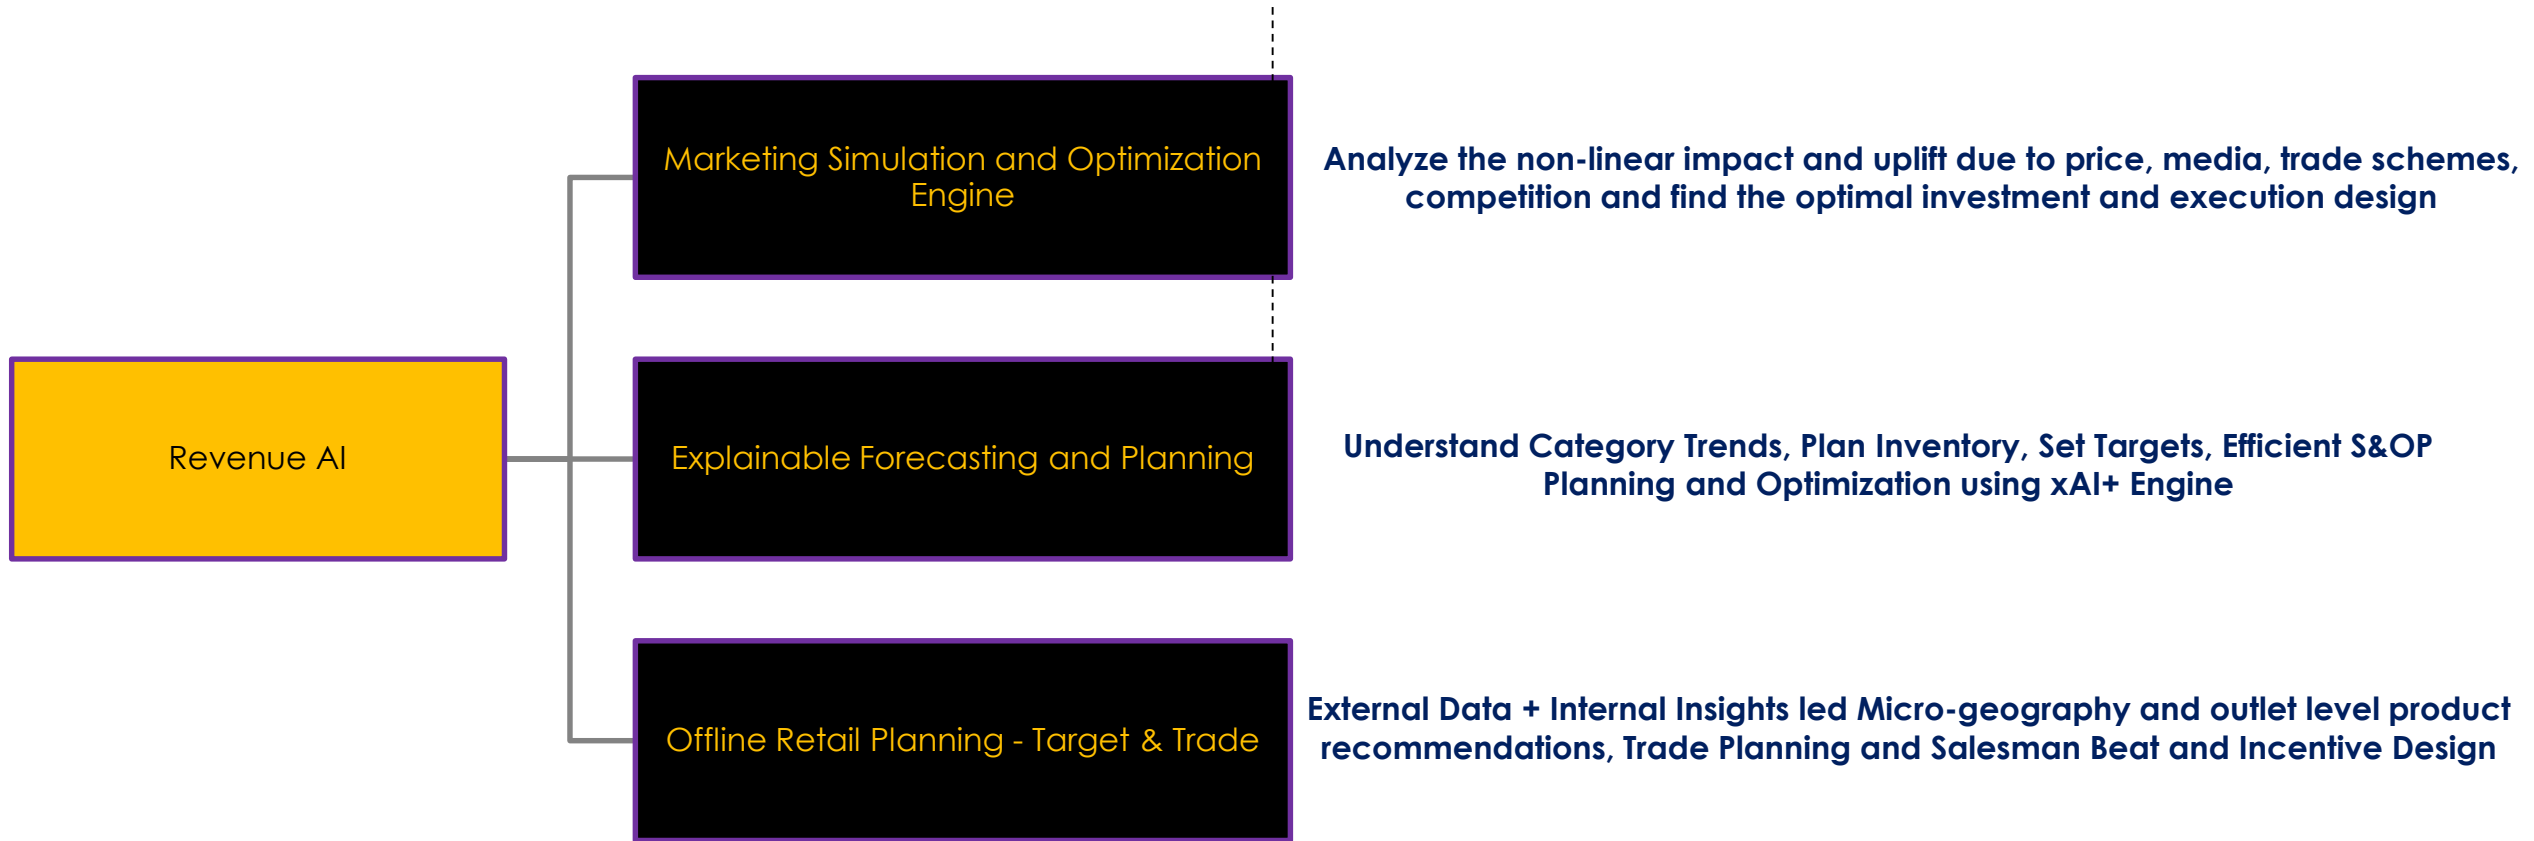 Marketing Simulation and Optimization
Engine
Analyze the non-linear impact and uplift due to price, media, trade schemes,
competition and find the optimal investment and execution design
Revenue AI
Explainable Forecasting and Planning
Understand Category Trends, Plan Inventory, Set Targets, Efficient S&OP
Planning and Optimization using xAI+ Engine
Offline Retail Planning - Target & Trade
External Data + Internal Insights led Micro-geography and outlet level product
recommendations, Trade Planning and Salesman Beat and Incentive Design